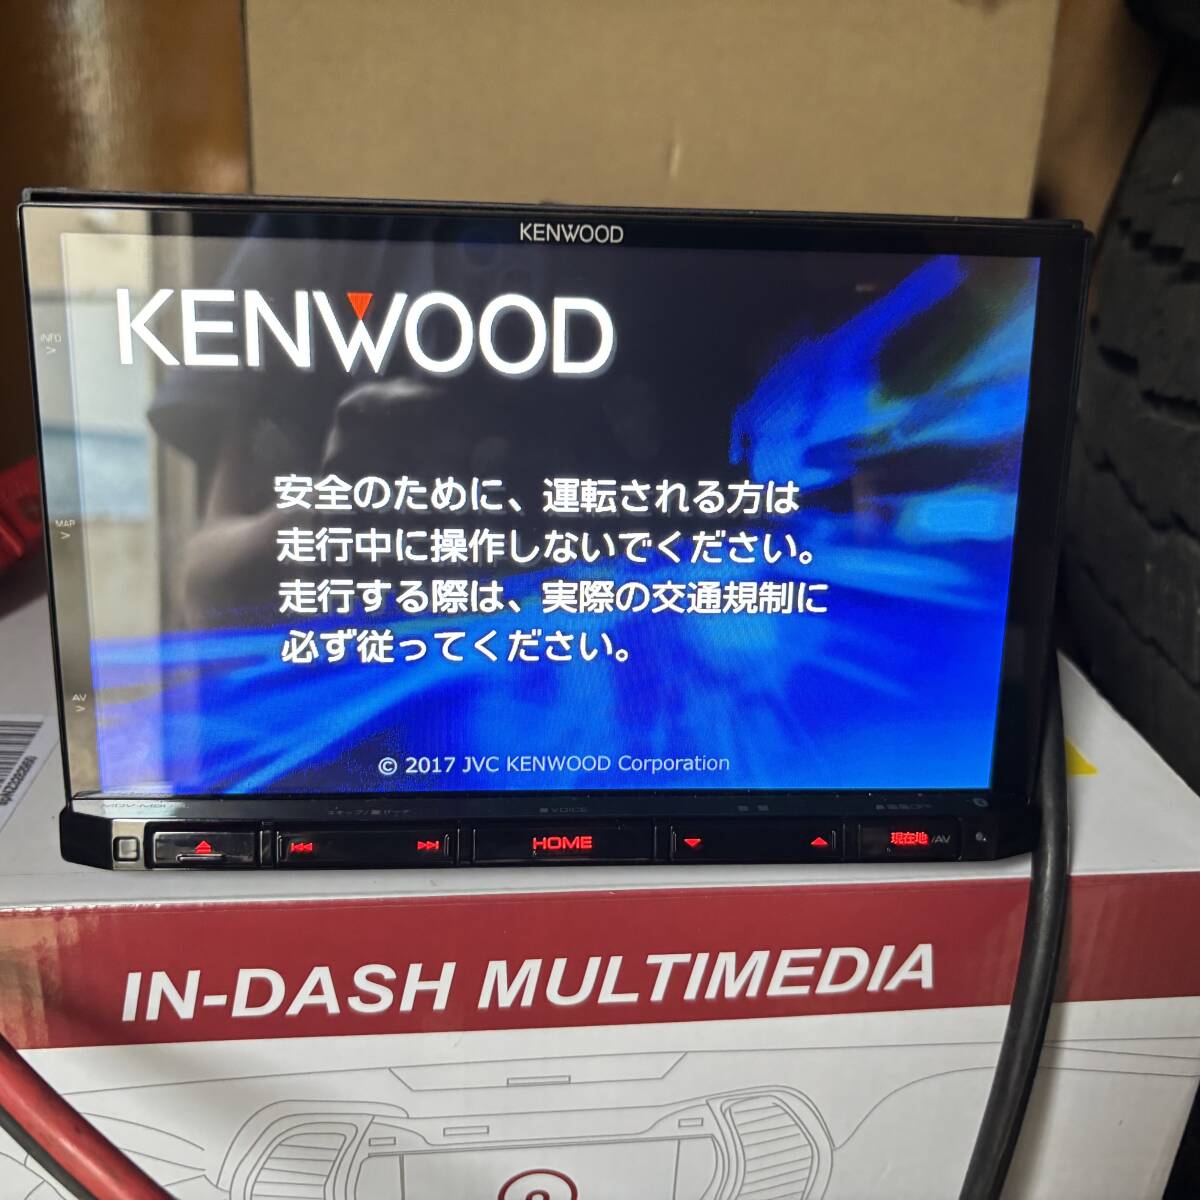 KENWOOD
KENWOOD
INFO
安全のために、運転される方は
走行中に操作しないでください。
走行する際は、実際の交通規制に
必ず従ってください。
MAP
AV
© 2017 JVC KENWOOD Corporation
VOICE
HOME
現在地/AV
IN-DASH MULTIMEDIA